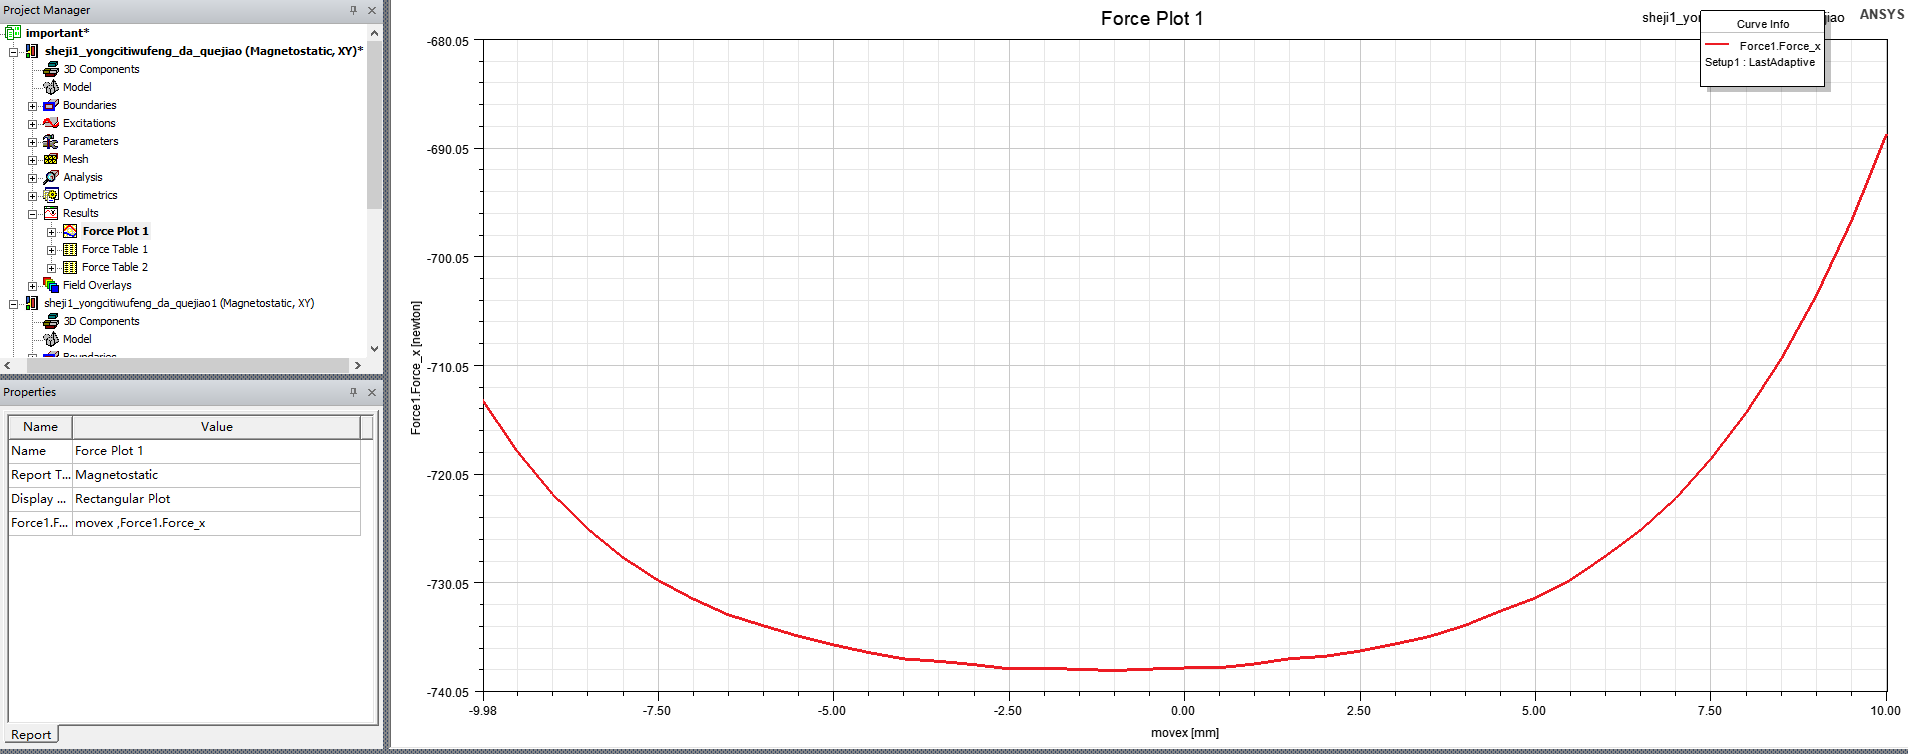 Project Manager
important*
sheji1_yongcitiwufeng_da_quejiao (Magnetostatic, XY)*
3D Components
Model
Boundaries
Excitations
Parameters
Mesh
Analysis
Optimetrics
Results
Force Plot 1
Force Table 1
Force Table 2
Field Overlays
sheji1_yongcitiwufeng_da_quejiao1 (Magnetostatic, XY)
3D Components
Model
Boundaries
Properties
Name Value
Name Force Plot 1
Report T... Magnetostatic
Display ... Rectangular Plot
Force1.F... movex ,Force1.Force_x
Report
Force Plot 1
sheji1_yo
iao
ANSYS
Curve Info
Force1.Force_x
Setup1 : LastAdaptive
Force1.Force_x [newton]
-680.05
-690.05
-700.05
-710.05
-720.05
-730.05
-740.05
-9.98 -7.50 -5.00 -2.50 0.00 2.50 5.00 7.50 10.00
movex [mm]